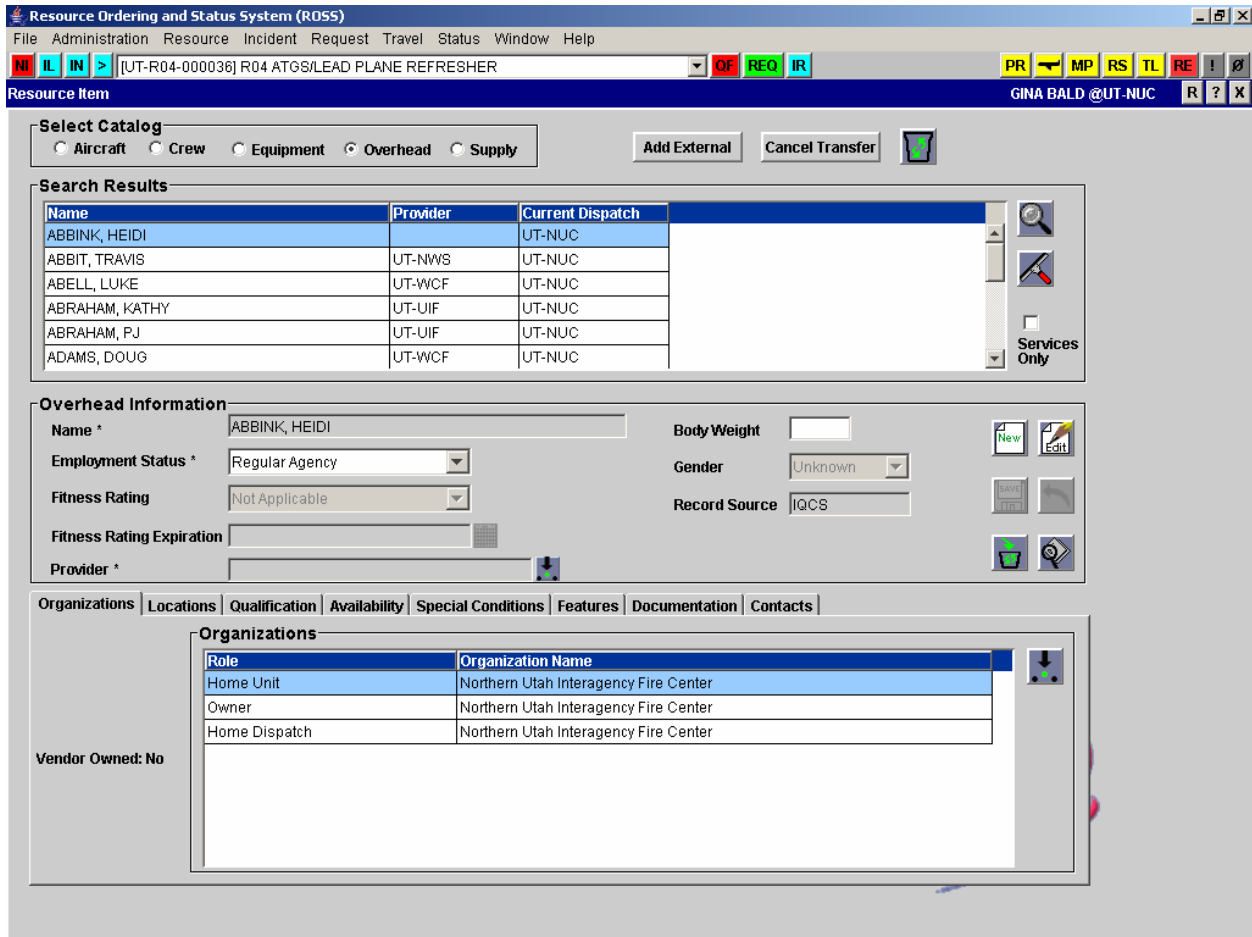 Resource Ordering and Status System (ROSS)
File Administration Resource Incident Request Travel Status Window Help
NI IL IN > [UT-R04-000036] R04 ATGS/LEAD PLANE REFRESHER QF REQ IR PR MP RS TL RE ! Ø
Resource Item GINA BALD @UT-NUC R ? X
Select Catalog
Aircraft Crew Equipment Overhead Supply Add External Cancel Transfer
Search Results
Name Provider Current Dispatch
ABBINK, HEIDI UT-NUC
ABBIT, TRAVIS UT-NWS UT-NUC
ABELL, LUKE UT-WCF UT-NUC
ABRAHAM, KATHY UT-UIF UT-NUC
ABRAHAM, PJ UT-UIF UT-NUC
ADAMS, DOUG UT-WCF UT-NUC
Services
Only
Overhead Information
Name * ABBINK, HEIDI Body Weight New Edit
Employment Status * Regular Agency Gender Unknown
Fitness Rating Not Applicable Record Source IQCS SAVE
Fitness Rating Expiration
Provider *
Organizations Locations Qualification Availability Special Conditions Features Documentation Contacts
Organizations
Role Organization Name
Home Unit Northern Utah Interagency Fire Center
Owner Northern Utah Interagency Fire Center
Home Dispatch Northern Utah Interagency Fire Center
Vendor Owned: No